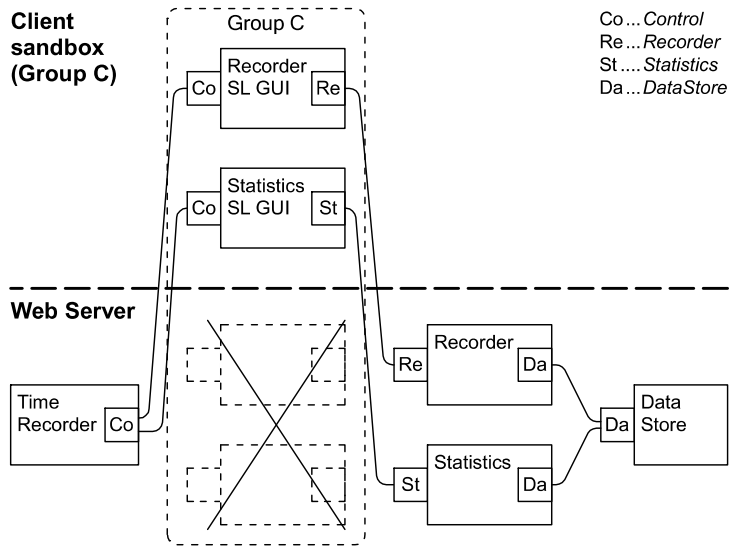 Client
sandbox
(Group C)
Group C
Co ... Control
Re ... Recorder
St .... Statistics
Da ... DataStore
Recorder
SL GUI
Co
Re
Statistics
SL GUI
Co
St
Web Server
Time
Recorder
Co
Recorder
Re
Da
Statistics
St
Da
Data
Store
Da